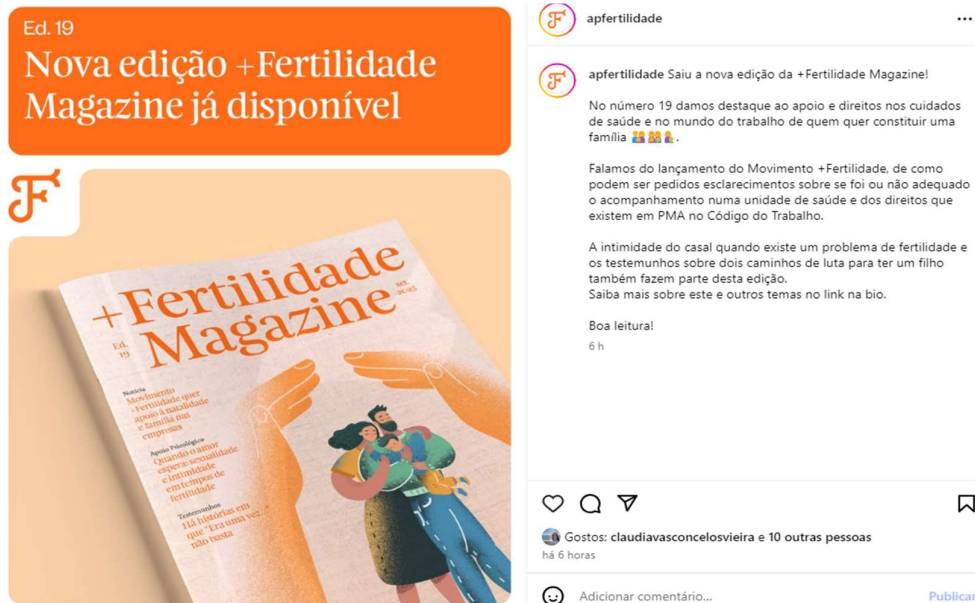 Ed. 19
Nova edição +Fertilidade
Magazine já disponível
F
+Fertilidade
Magazine
set.
2025
Ed.
19
Notícia
Movimento
+Fertilidade quer
apoio à natalidade
e família nas
empresas
Apoio Psicológico
Quando o amor
espera: sexualidade
e intimidade
em tempos de
fertilidade
Testemunhos
Há histórias em
que "Era uma vez..."
não basta
apfertilidade
apfertilidade Saiu a nova edição da +Fertilidade Magazine!
No número 19 damos destaque ao apoio e direitos nos cuidados
de saúde e no mundo do trabalho de quem quer constituir uma
família 👫👭👩‍👦.
Falamos do lançamento do Movimento +Fertilidade, de como
podem ser pedidos esclarecimentos sobre se foi ou não adequado
o acompanhamento numa unidade de saúde e dos direitos que
existem em PMA no Código do Trabalho.
A intimidade do casal quando existe um problema de fertilidade e
os testemunhos sobre dois caminhos de luta para ter um filho
também fazem parte desta edição.
Saiba mais sobre este e outros temas no link na bio.
Boa leitura!
6 h
Gostos: claudiavasconcelosvieira e 10 outras pessoas
há 6 horas
Adicionar comentário...
Publicar